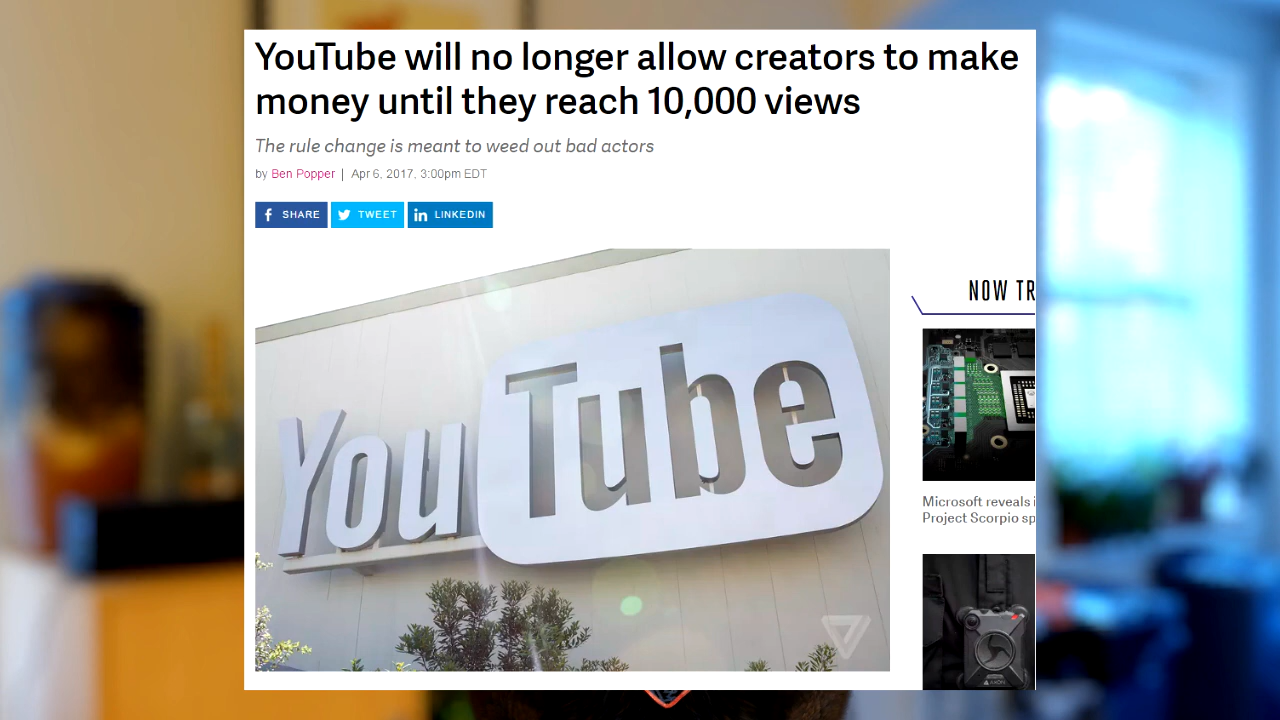 YouTube will no longer allow creators to make
money until they reach 10,000 views
The rule change is meant to weed out bad actors
by Ben Popper | Apr 6, 2017, 3:00pm EDT
SHARE TWEET LINKEDIN
YouTube
NOW TR
Microsoft reveals i
Project Scorpio sp
AXON